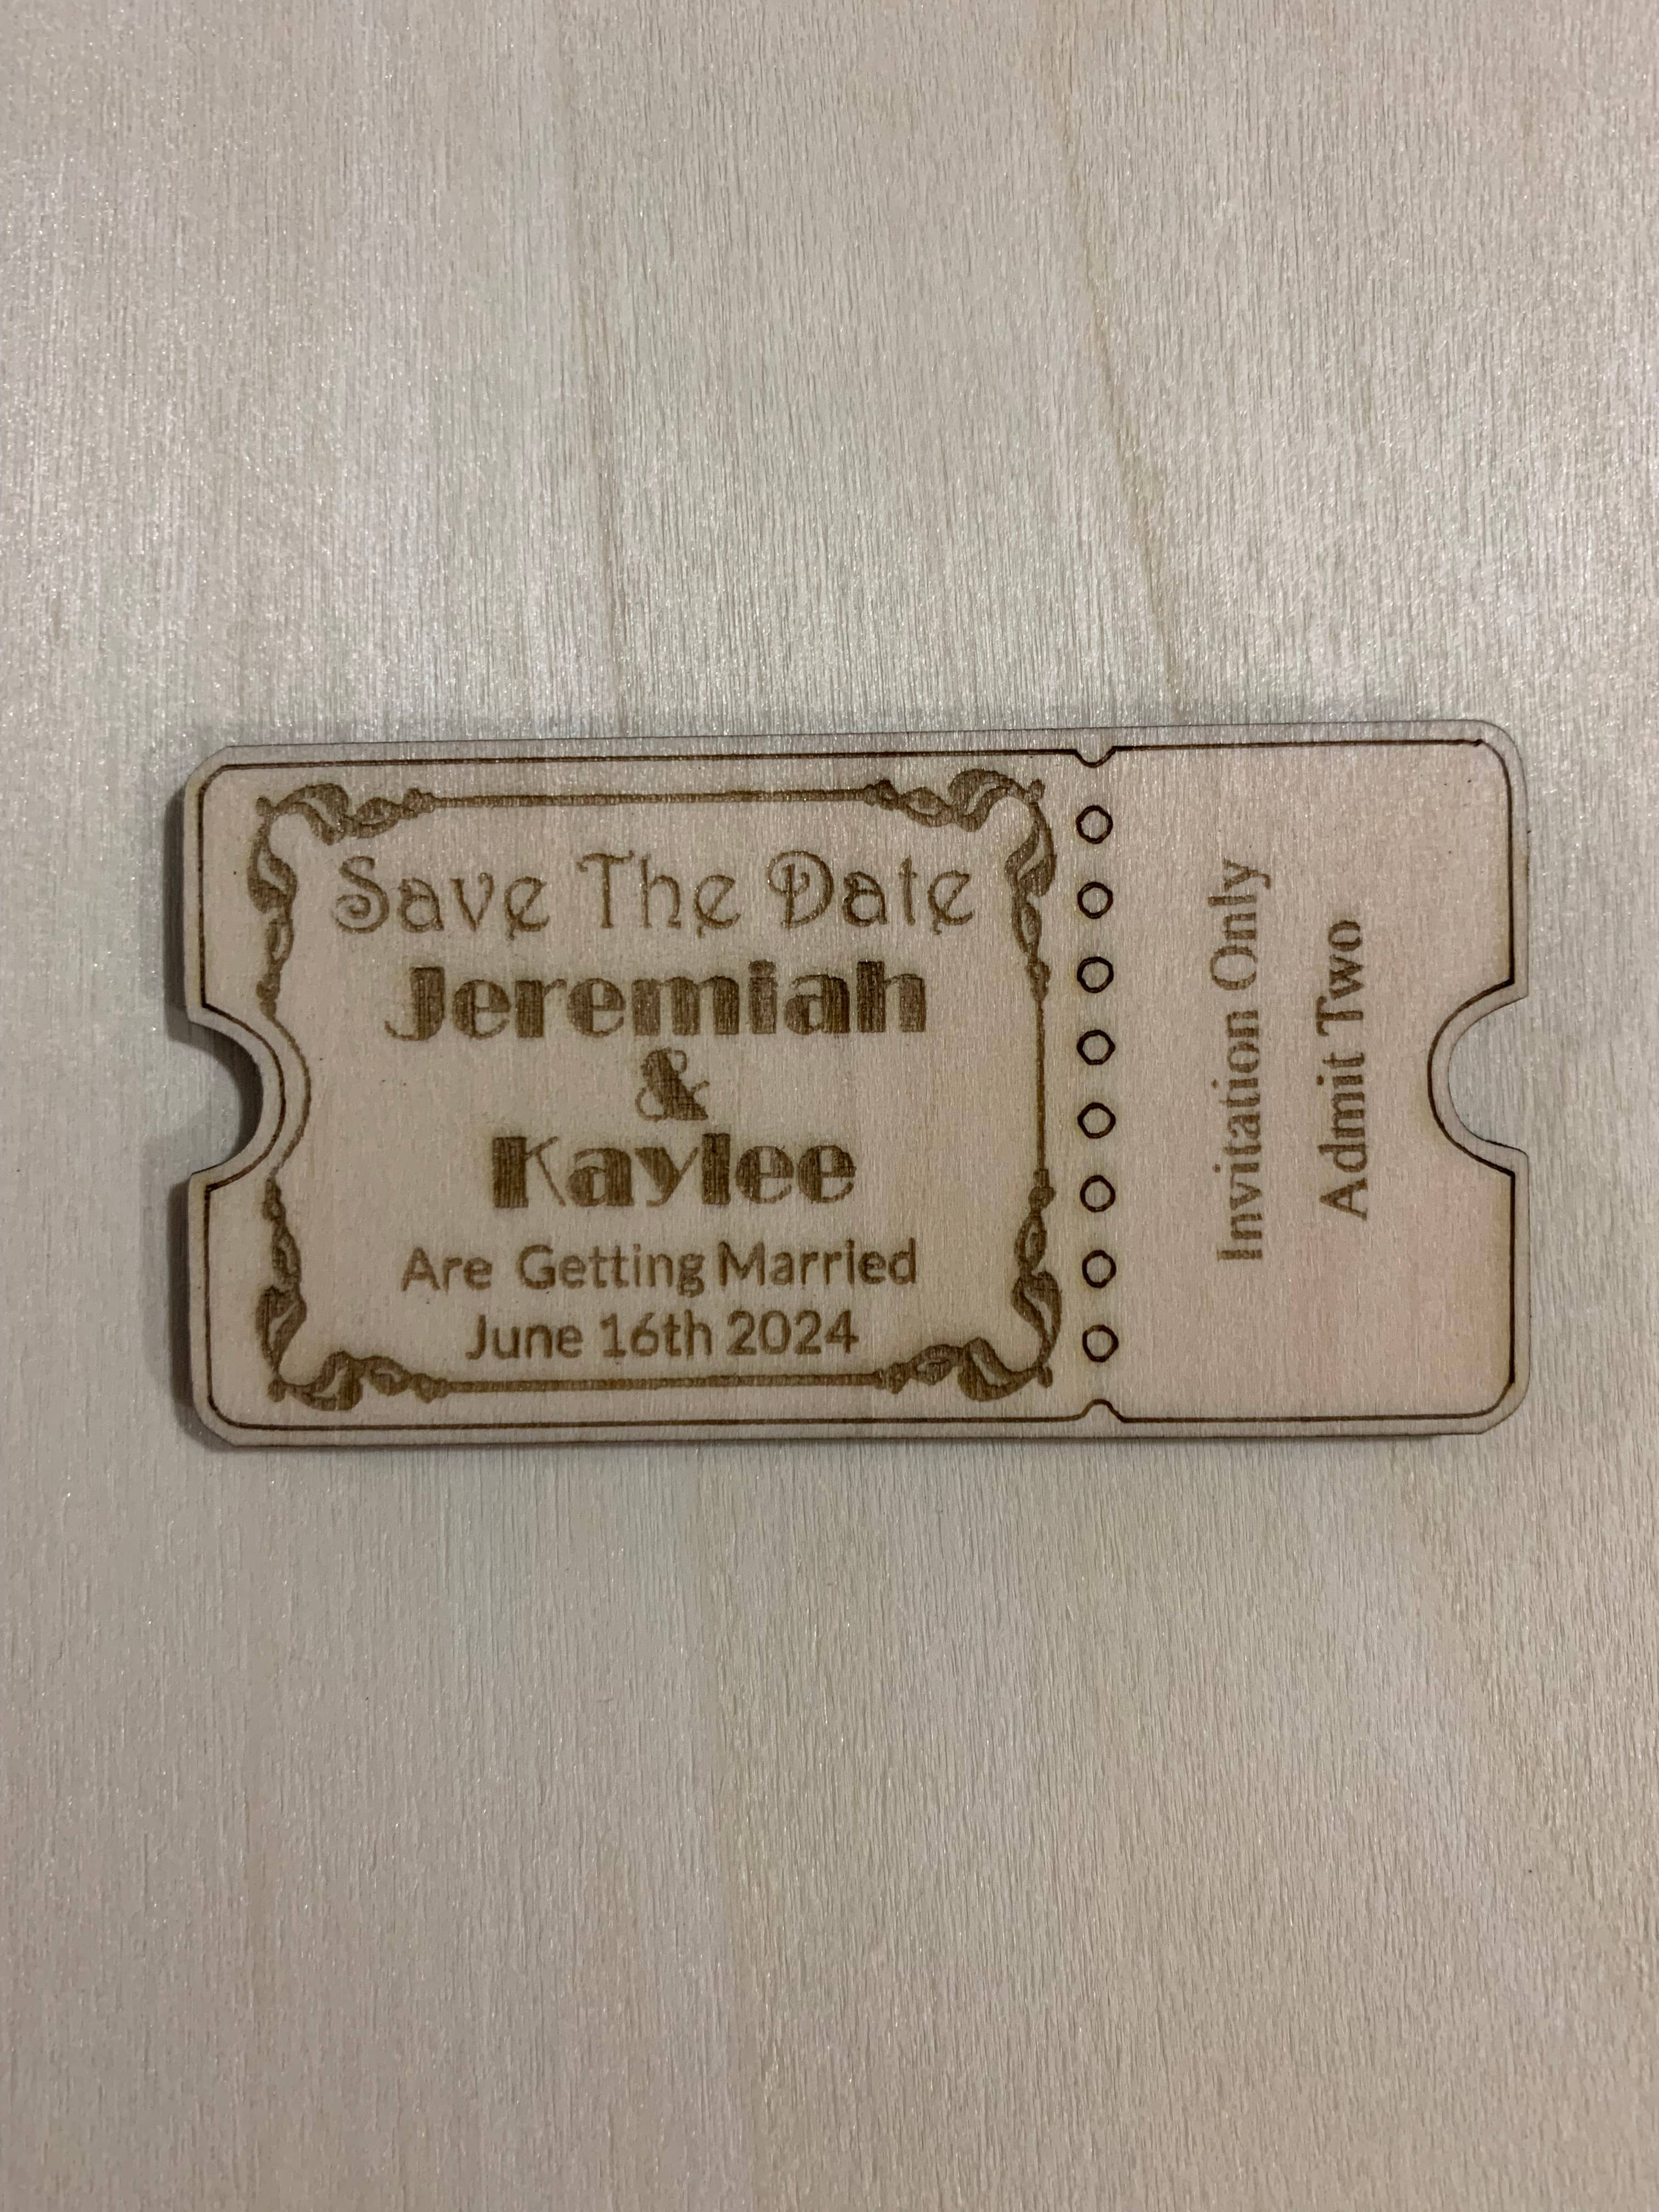 Save The Date
Jeremiah
&
Kaylee
Are Getting Married
June 16th 2024
Invitation Only
Admit Two